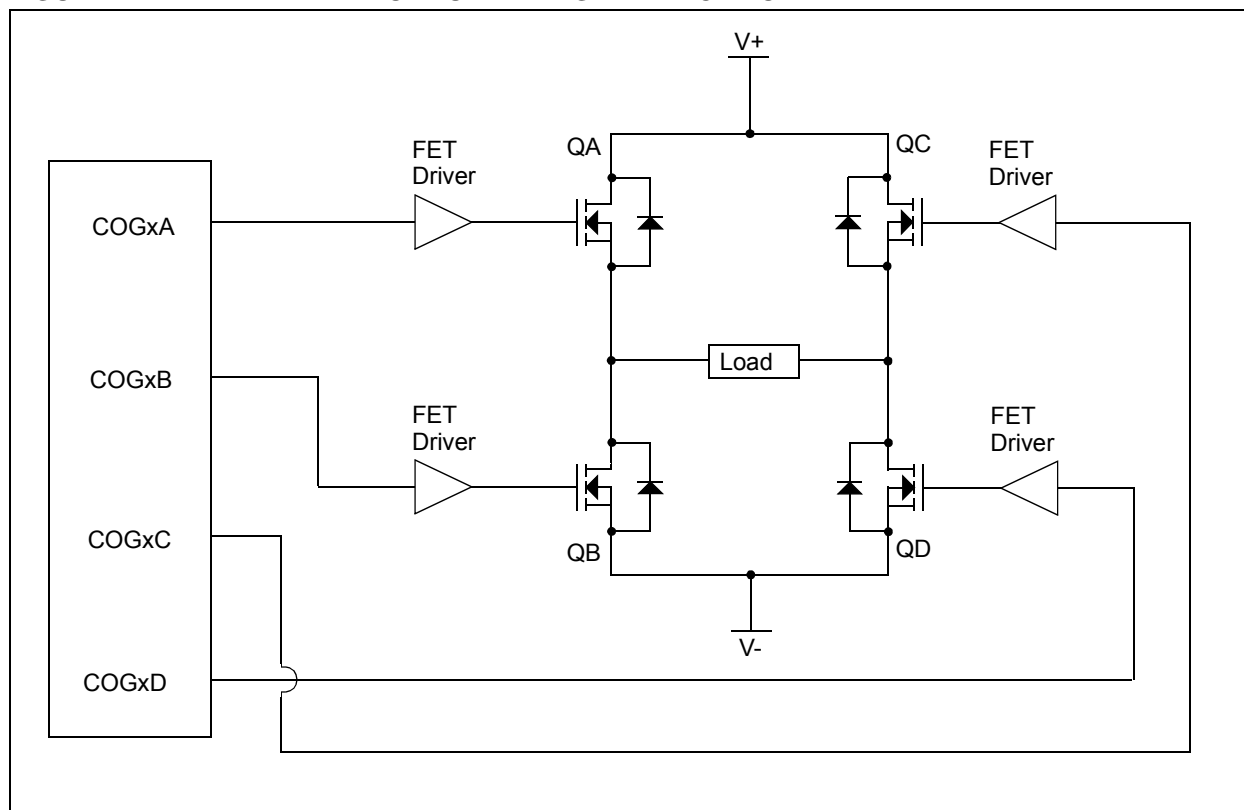 V+
QA
QC
FET
Driver
FET
Driver
COGxA
COGxB
Load
FET
Driver
FET
Driver
COGxC
QB
QD
V-
COGxD